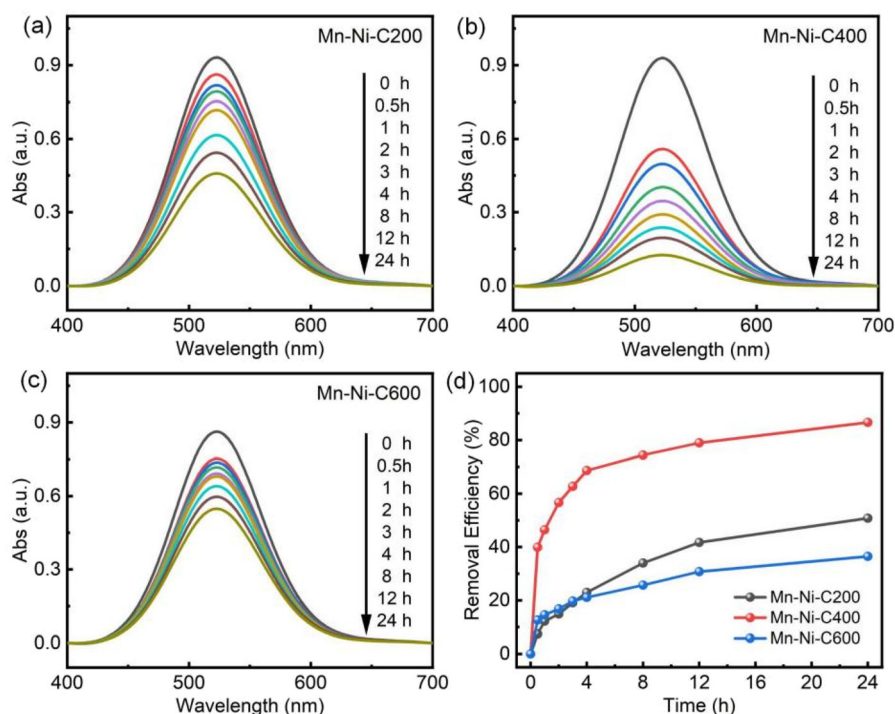 (a)
Mn-Ni-C200
0.9
0.6
0.3
0.0
Abs (a.u.)
0 h
0.5h
1 h
2 h
3 h
4 h
8 h
12 h
24 h
400
500
600
700
Wavelength (nm)
(b)
Mn-Ni-C400
0.9
0.6
0.3
0.0
Abs (a.u.)
0 h
0.5h
1 h
2 h
3 h
4 h
8 h
12 h
24 h
400
500
600
700
Wavelength (nm)
(c)
Mn-Ni-C600
0.9
0.6
0.3
0.0
Abs (a.u.)
0 h
0.5h
1 h
2 h
3 h
4 h
8 h
12 h
24 h
400
500
600
700
Wavelength (nm)
(d)
100
80
60
40
20
0
Removal Efficiency (%)
Mn-Ni-C200
Mn-Ni-C400
Mn-Ni-C600
0
4
8
12
16
20
24
Time (h)